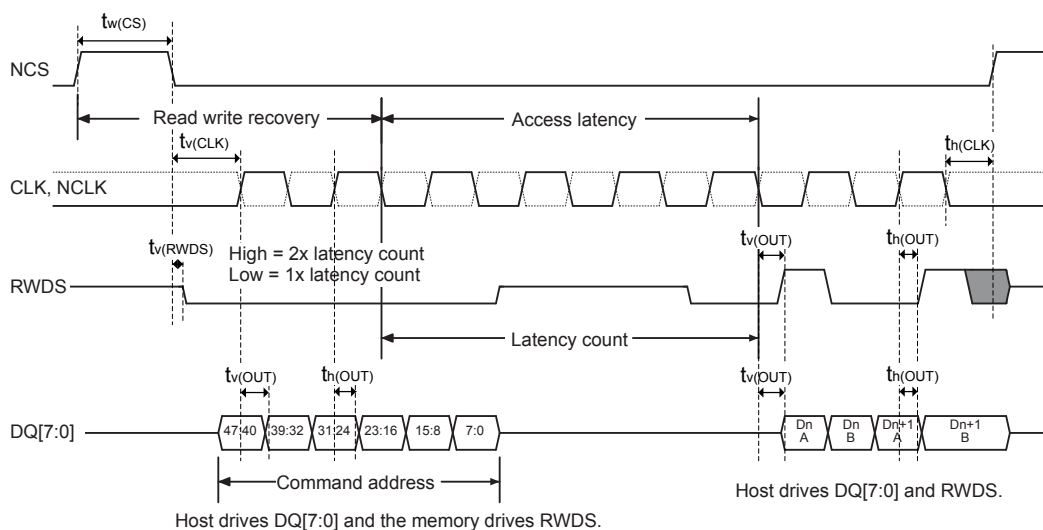 tw(CS)
NCS
Read write recovery
Access latency
tv(CLK)
th(CLK)
CLK, NCLK
tv(RWDS)
High = 2x latency count
Low = 1x latency count
tv(OUT)
th(OUT)
RWDS
Latency count
tv(OUT)
th(OUT)
tv(OUT)
th(OUT)
DQ[7:0]
47:40
39:32
31:24
23:16
15:8
7:0
Dn
A
Dn
B
Dn+1
A
Dn+1
B
Command address
Host drives DQ[7:0] and RWDS.
Host drives DQ[7:0] and the memory drives RWDS.